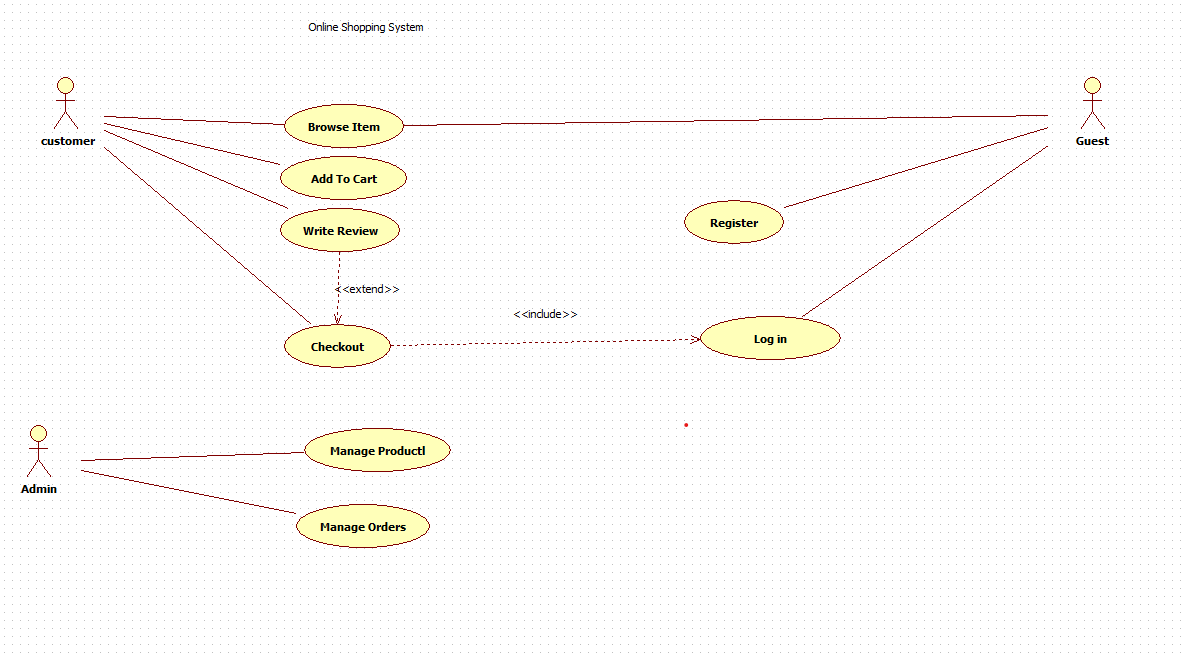 Online Shopping System
customer
Guest
Browse Item
Add To Cart
Write Review
Register
<<extend>>
<<include>>
Checkout
Log in
Admin
Manage Productl
Manage Orders